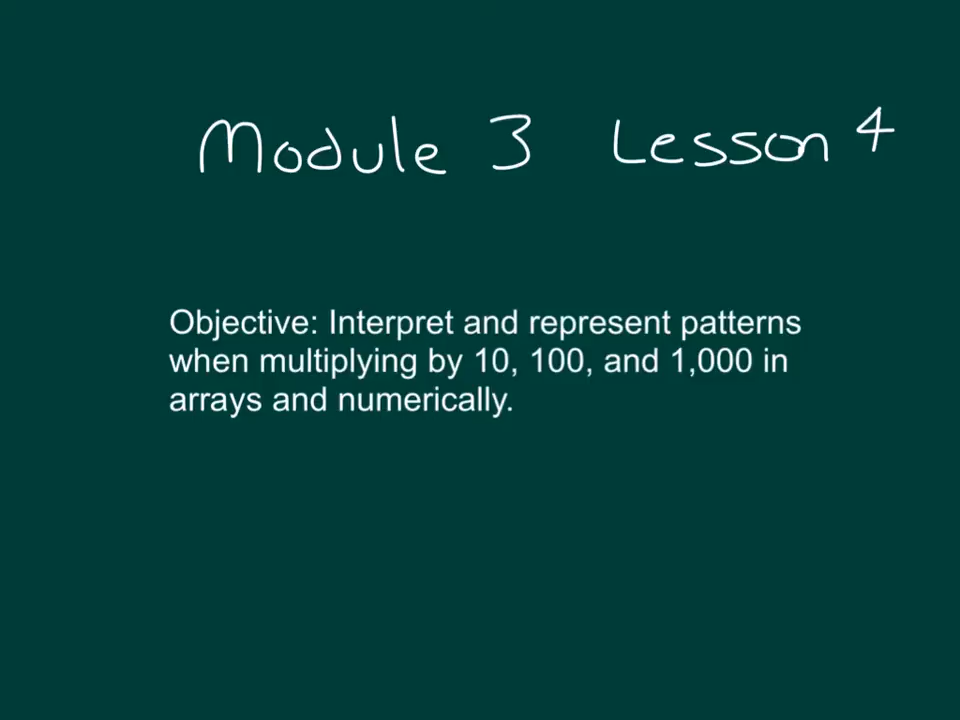 Module 3 Lesson 4
Objective: Interpret and represent patterns
when multiplying by 10, 100, and 1,000 in
arrays and numerically.